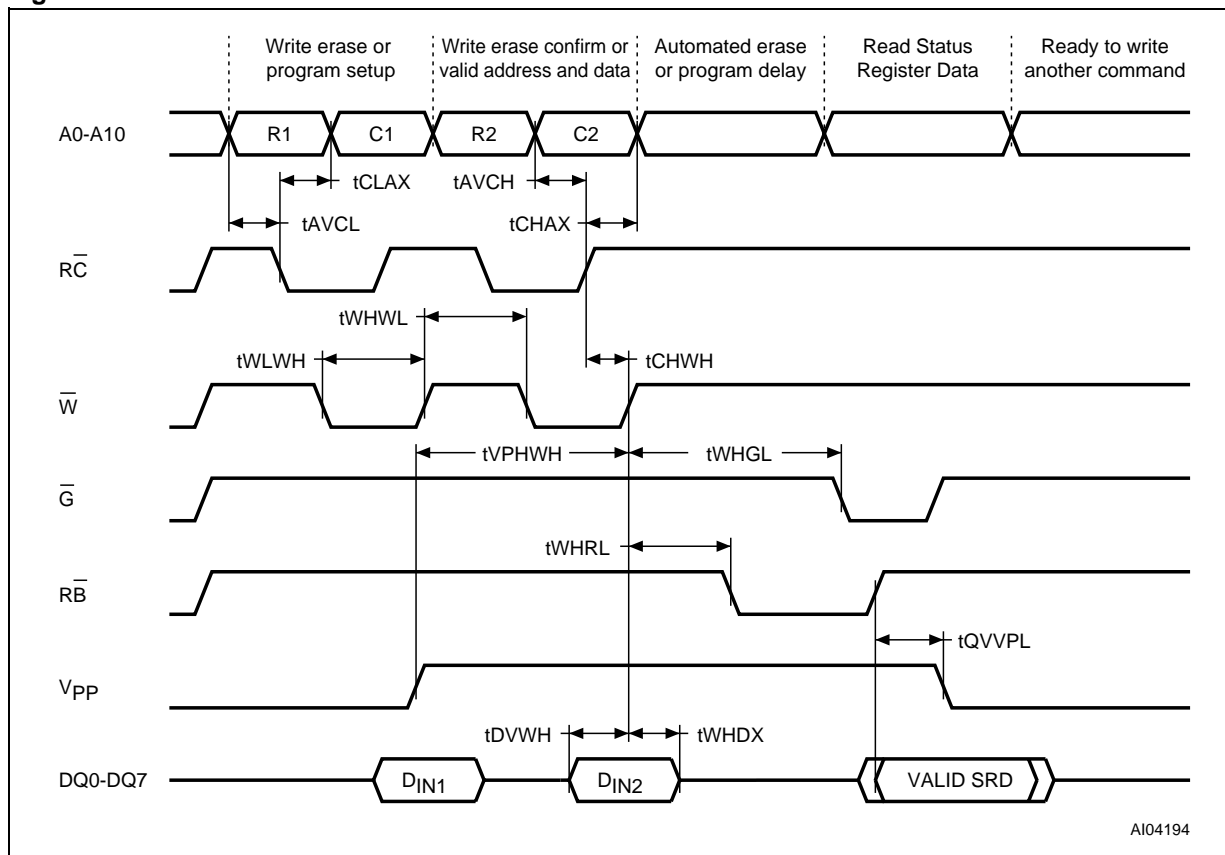 Write erase or
program setup
Write erase confirm or
valid address and data
Automated erase
or program delay
Read Status
Register Data
Ready to write
another command
A0-A10
R1
C1
R2
C2
tCLAX
tAVCH
tAVCL
tCHAX
RC̅
tWHWL
tWLWH
tCHWH
W̅
tVPHWH
tWHGL
G̅
tWHRL
RB̅
tQVVPL
VPP
tDVWH
tWHDX
DQ0-DQ7
DIN1
DIN2
VALID SRD
AI04194